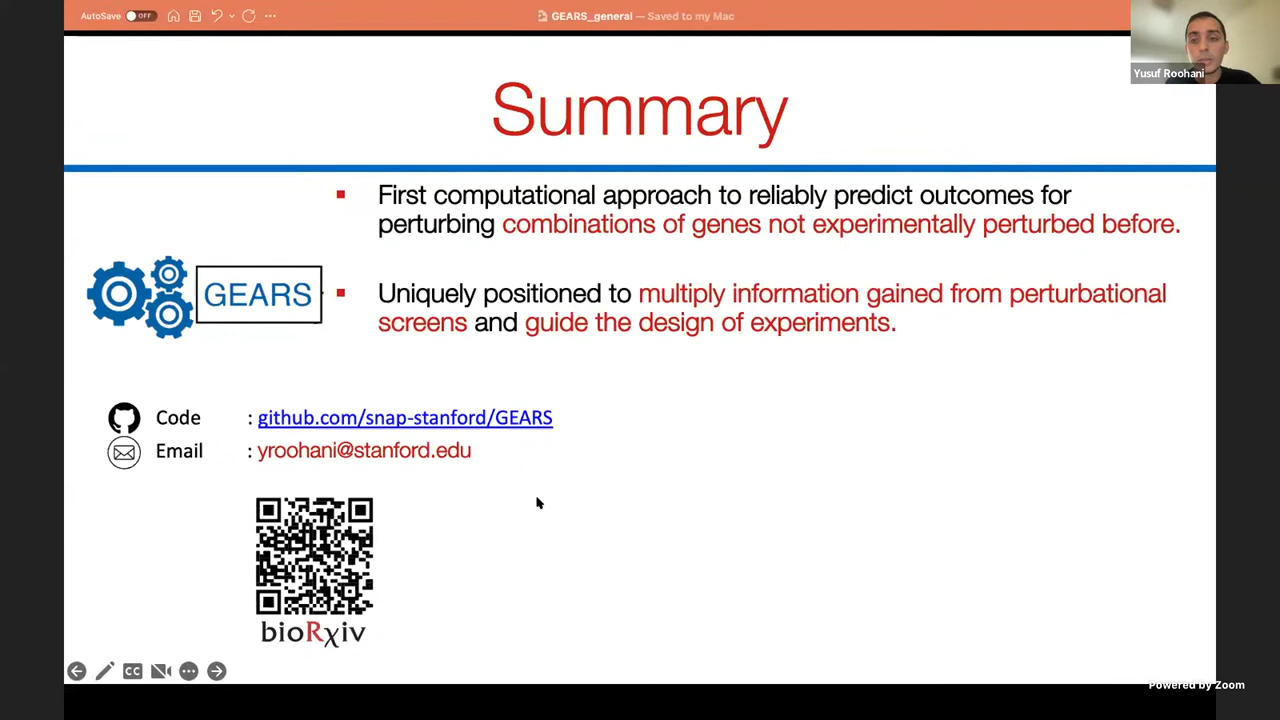 AutoSave OFF
GEARS_general — Saved to my Mac
Yusuf Roohani
Summary
First computational approach to reliably predict outcomes for
perturbing combinations of genes not experimentally perturbed before.
GEARS
Uniquely positioned to multiply information gained from perturbational
screens and guide the design of experiments.
Code : github.com/snap-stanford/GEARS
Email : yroohani@stanford.edu
bioRχiv
CC
Powered by Zoom